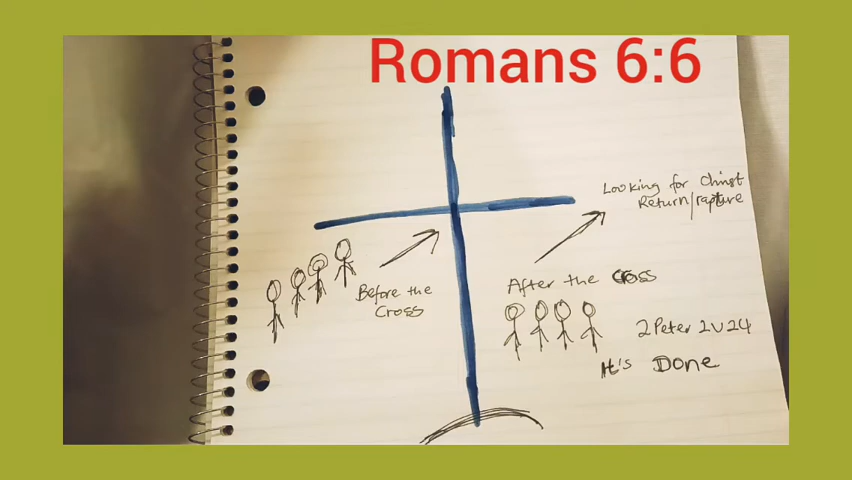 Romans 6:6
Looking for Christ
Return/rapture
Before the
Cross
After the Cross
2 Peter 2v24
It's Done